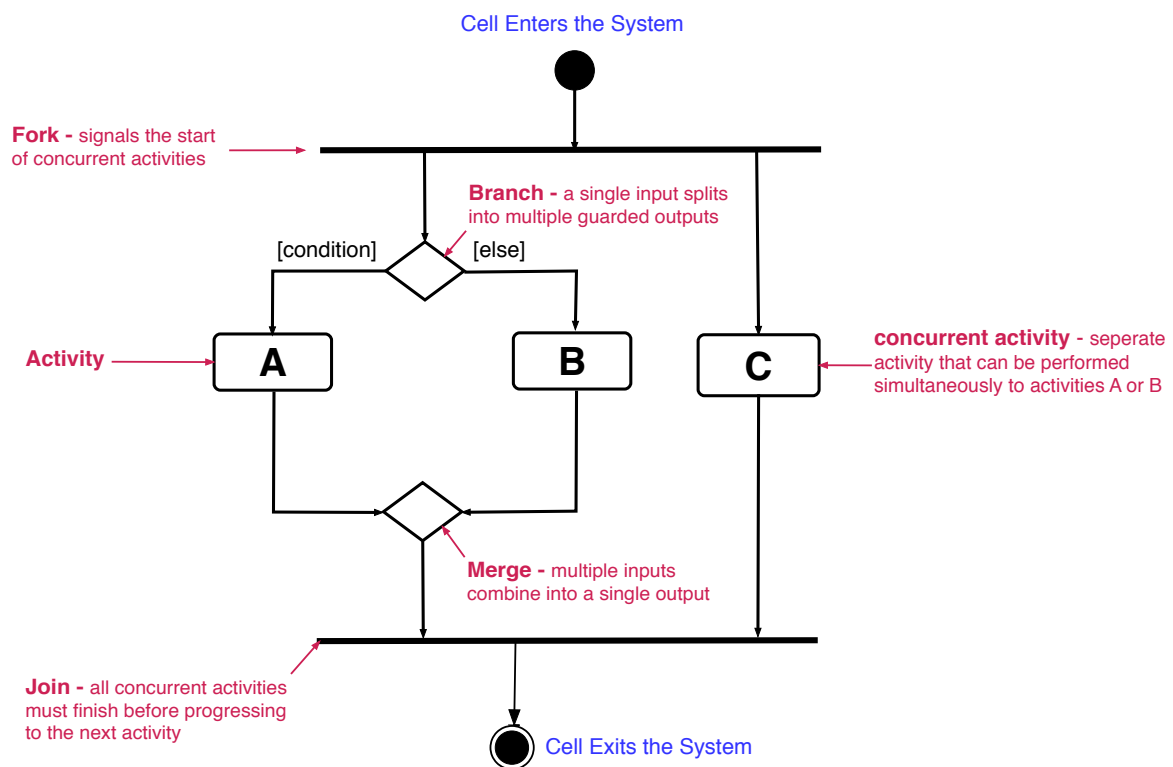 Cell Enters the System
Fork - signals the start
of concurrent activities
Branch - a single input splits
into multiple guarded outputs
[condition]
[else]
Activity
A
B
C
concurrent activity - seperate
activity that can be performed
simultaneously to activities A or B
Merge - multiple inputs
combine into a single output
Join - all concurrent activities
must finish before progressing
to the next activity
Cell Exits the System